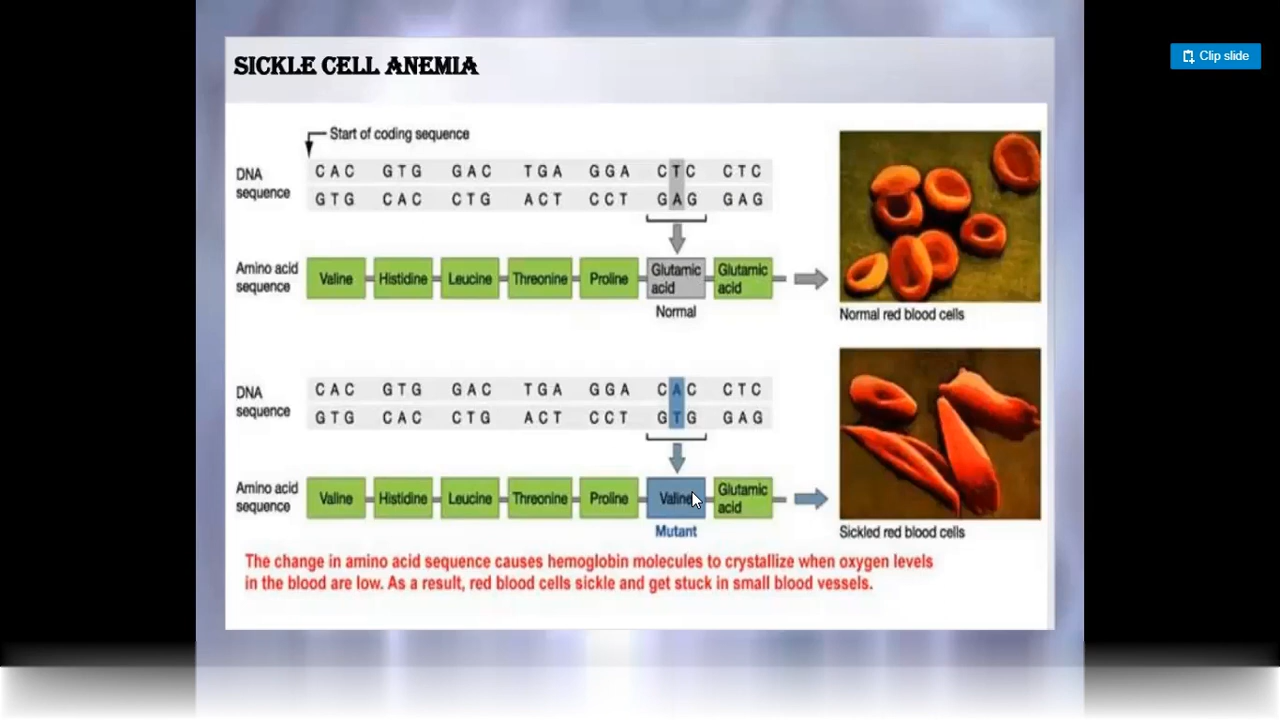 Clip slide
SICKLE CELL ANEMIA
Start of coding sequence
DNA
sequence
CAC GTG GAC TGA GGA CTC CTC
GTG CAC CTG ACT CCT GAG GAG
Amino acid
sequence
Valine Histidine Leucine Threonine Proline Glutamic acid Glutamic acid
Normal
Normal red blood cells
DNA
sequence
CAC GTG GAC TGA GGA CAC CTC
GTG CAC CTG ACT CCT GTG GAG
Amino acid
sequence
Valine Histidine Leucine Threonine Proline Valine Glutamic acid
Mutant
Sickled red blood cells
The change in amino acid sequence causes hemoglobin molecules to crystallize when oxygen levels
in the blood are low. As a result, red blood cells sickle and get stuck in small blood vessels.